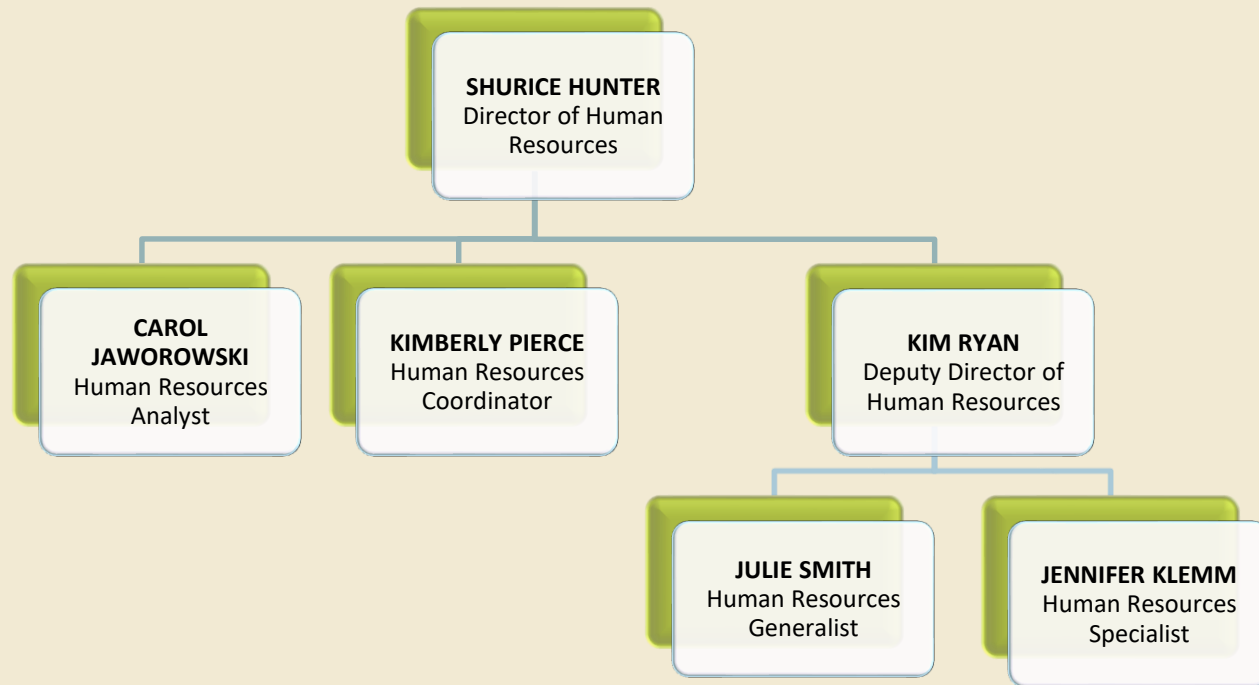 SHURICE HUNTER
Director of Human
Resources
CAROL
JAWOROWSKI
Human Resources
Analyst
KIMBERLY PIERCE
Human Resources
Coordinator
KIM RYAN
Deputy Director of
Human Resources
JULIE SMITH
Human Resources
Generalist
JENNIFER KLEMM
Human Resources
Specialist